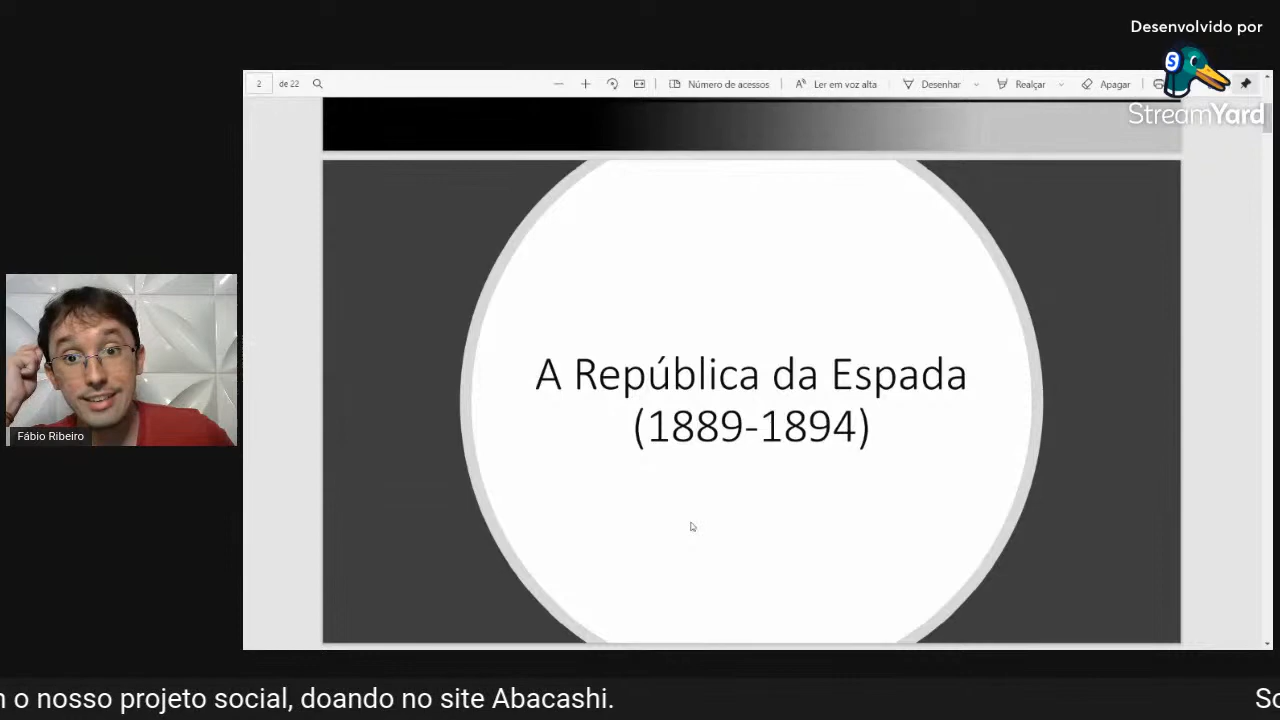 Desenvolvido por
S
StreamYard
2 de 22 Número de acessos Ler em voz alta Desenhar Realçar Apagar
A República da Espada
(1889-1894)
Fábio Ribeiro
o nosso projeto social, doando no site Abacashi.